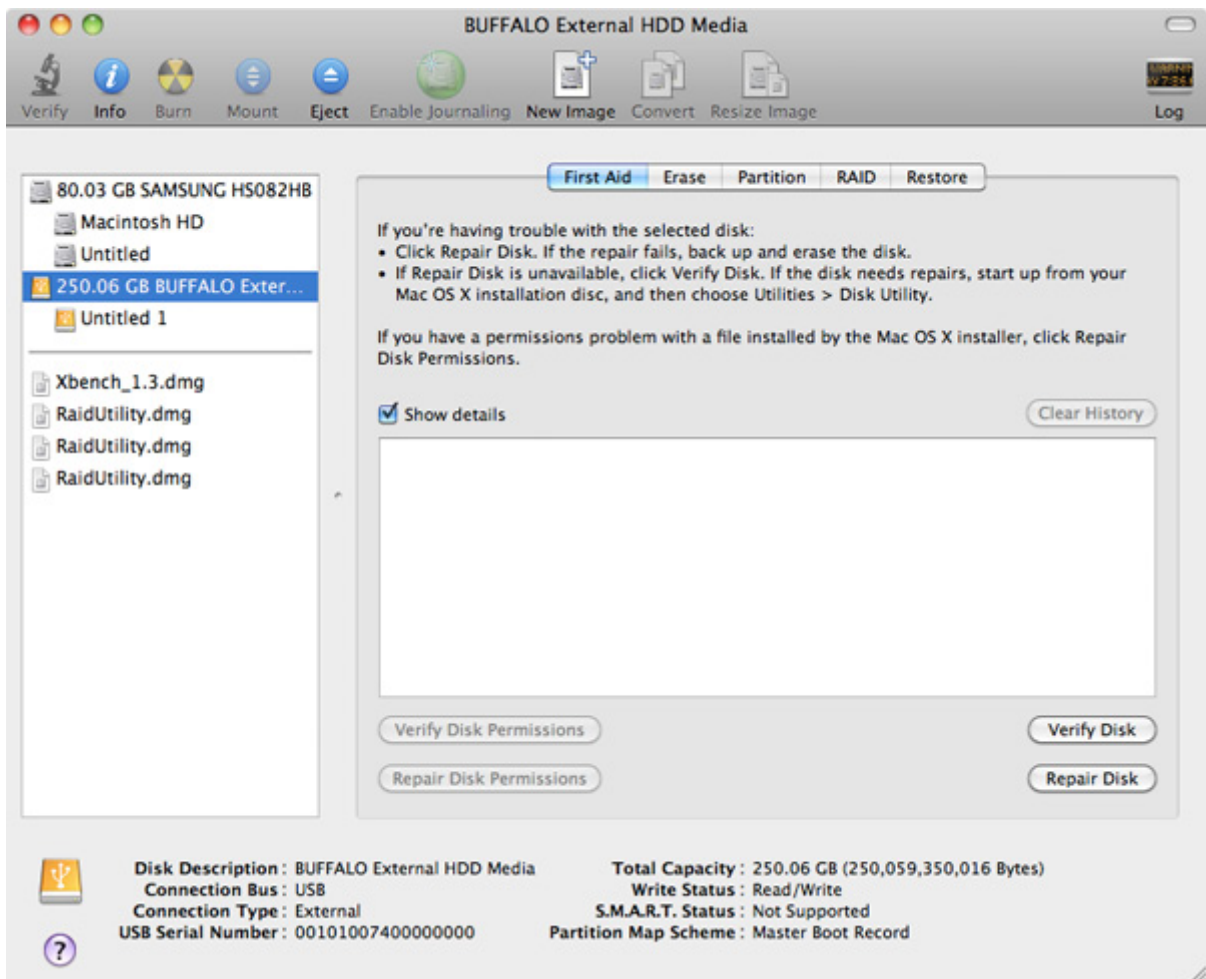 BUFFALO External HDD Media
Verify Info Burn Mount Eject Enable Journaling New Image Convert Resize Image Log
80.03 GB SAMSUNG HS082HB
Macintosh HD
Untitled
250.06 GB BUFFALO Exter...
Untitled 1
Xbench_1.3.dmg
RaidUtility.dmg
RaidUtility.dmg
RaidUtility.dmg
First Aid Erase Partition RAID Restore
If you're having trouble with the selected disk:
• Click Repair Disk. If the repair fails, back up and erase the disk.
• If Repair Disk is unavailable, click Verify Disk. If the disk needs repairs, start up from your
Mac OS X installation disc, and then choose Utilities > Disk Utility.
If you have a permissions problem with a file installed by the Mac OS X installer, click Repair
Disk Permissions.
Show details Clear History
Verify Disk Permissions Verify Disk
Repair Disk Permissions Repair Disk
Disk Description : BUFFALO External HDD Media Total Capacity : 250.06 GB (250,059,350,016 Bytes)
Connection Bus : USB Write Status : Read/Write
Connection Type : External S.M.A.R.T. Status : Not Supported
USB Serial Number : 00101007400000000 Partition Map Scheme : Master Boot Record
?